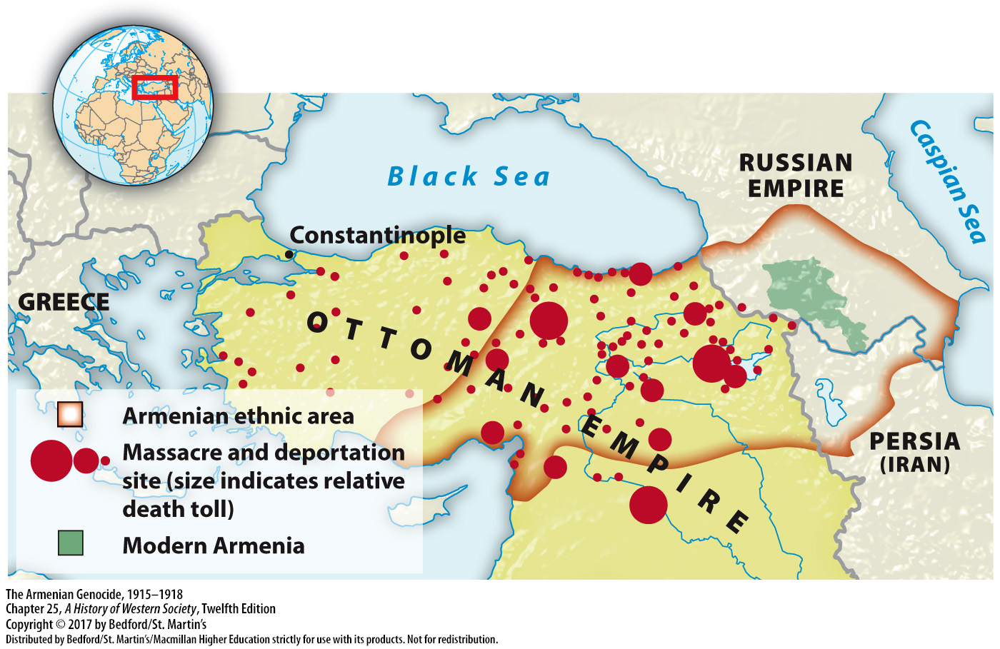 Black Sea
Caspian Sea
RUSSIAN
EMPIRE
Constantinople
GREECE
OTTOMAN EMPIRE
PERSIA
(IRAN)
Armenian ethnic area
Massacre and deportation
site (size indicates relative
death toll)
Modern Armenia
The Armenian Genocide, 1915–1918
Chapter 25, A History of Western Society, Twelfth Edition
Copyright © 2017 by Bedford/St. Martin’s
Distributed by Bedford/St. Martin’s/Macmillan Higher Education strictly for use with its products. Not for redistribution.